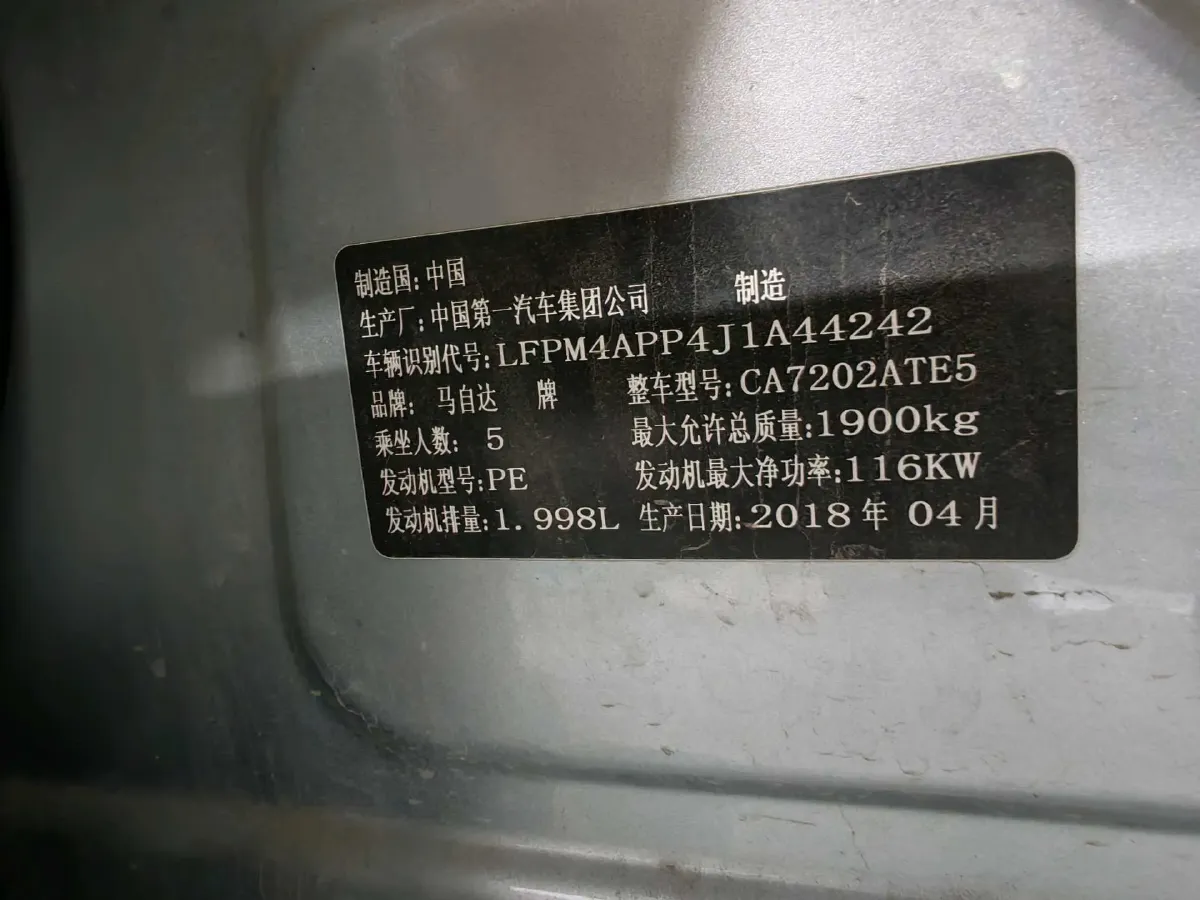 制造国:中国
生产厂:中国第一汽车集团公司 制造
车辆识别代号:LFPM4APP4J1A44242
品牌: 马自达 牌 整车型号:CA7202ATE5
乘坐人数: 5 最大允许总质量:1900kg
发动机型号:PE 发动机最大净功率:116KW
发动机排量:1.998L 生产日期:2018年 04月